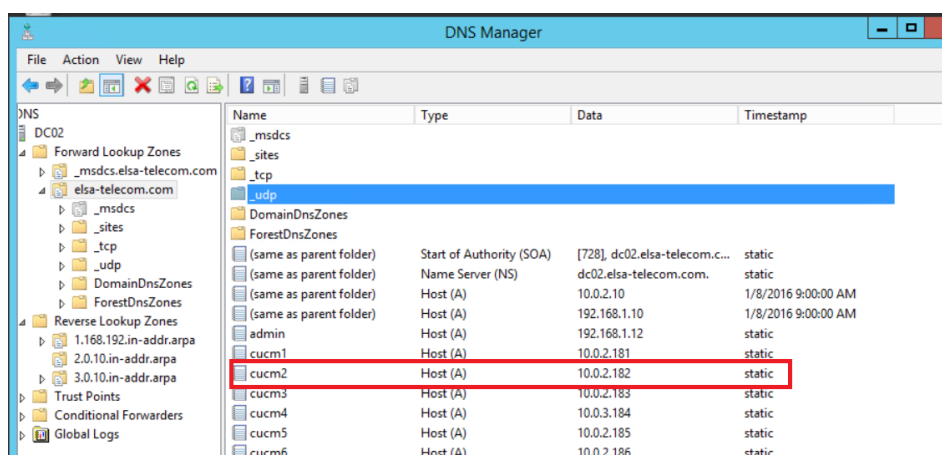 DNS Manager
File Action View Help
Name Type Data Timestamp
DNS
DC02
Forward Lookup Zones
_msdcs.elsa-telecom.com
elsa-telecom.com
_msdcs
_sites
_tcp
_udp
DomainDnsZones
ForestDnsZones
Reverse Lookup Zones
1.168.192.in-addr.arpa
2.0.10.in-addr.arpa
3.0.10.in-addr.arpa
Trust Points
Conditional Forwarders
Global Logs
_msdcs
_sites
_tcp
_udp
DomainDnsZones
ForestDnsZones
(same as parent folder) Start of Authority (SOA) [728], dc02.elsa-telecom.c... static
(same as parent folder) Name Server (NS) dc02.elsa-telecom.com. static
(same as parent folder) Host (A) 10.0.2.10 1/8/2016 9:00:00 AM
(same as parent folder) Host (A) 192.168.1.10 1/8/2016 9:00:00 AM
admin Host (A) 192.168.1.12 static
cucm1 Host (A) 10.0.2.181 static
cucm2 Host (A) 10.0.2.182 static
cucm3 Host (A) 10.0.2.183 static
cucm4 Host (A) 10.0.3.184 static
cucm5 Host (A) 10.0.2.185 static
cucm6 Host (A) 10.0.2.186 static